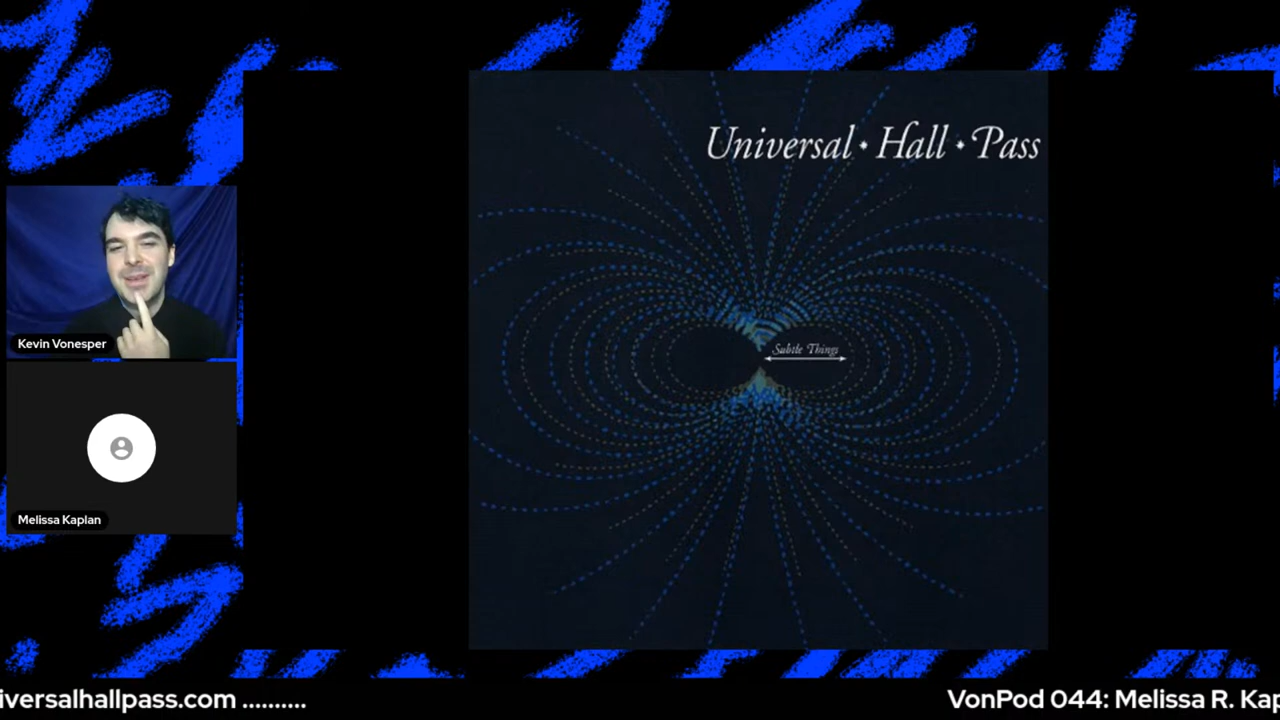 Universal · Hall · Pass
Subtle Things
Kevin Vonesper
Melissa Kaplan
iversalhallpass.com ..........
VonPod 044: Melissa R. Kap